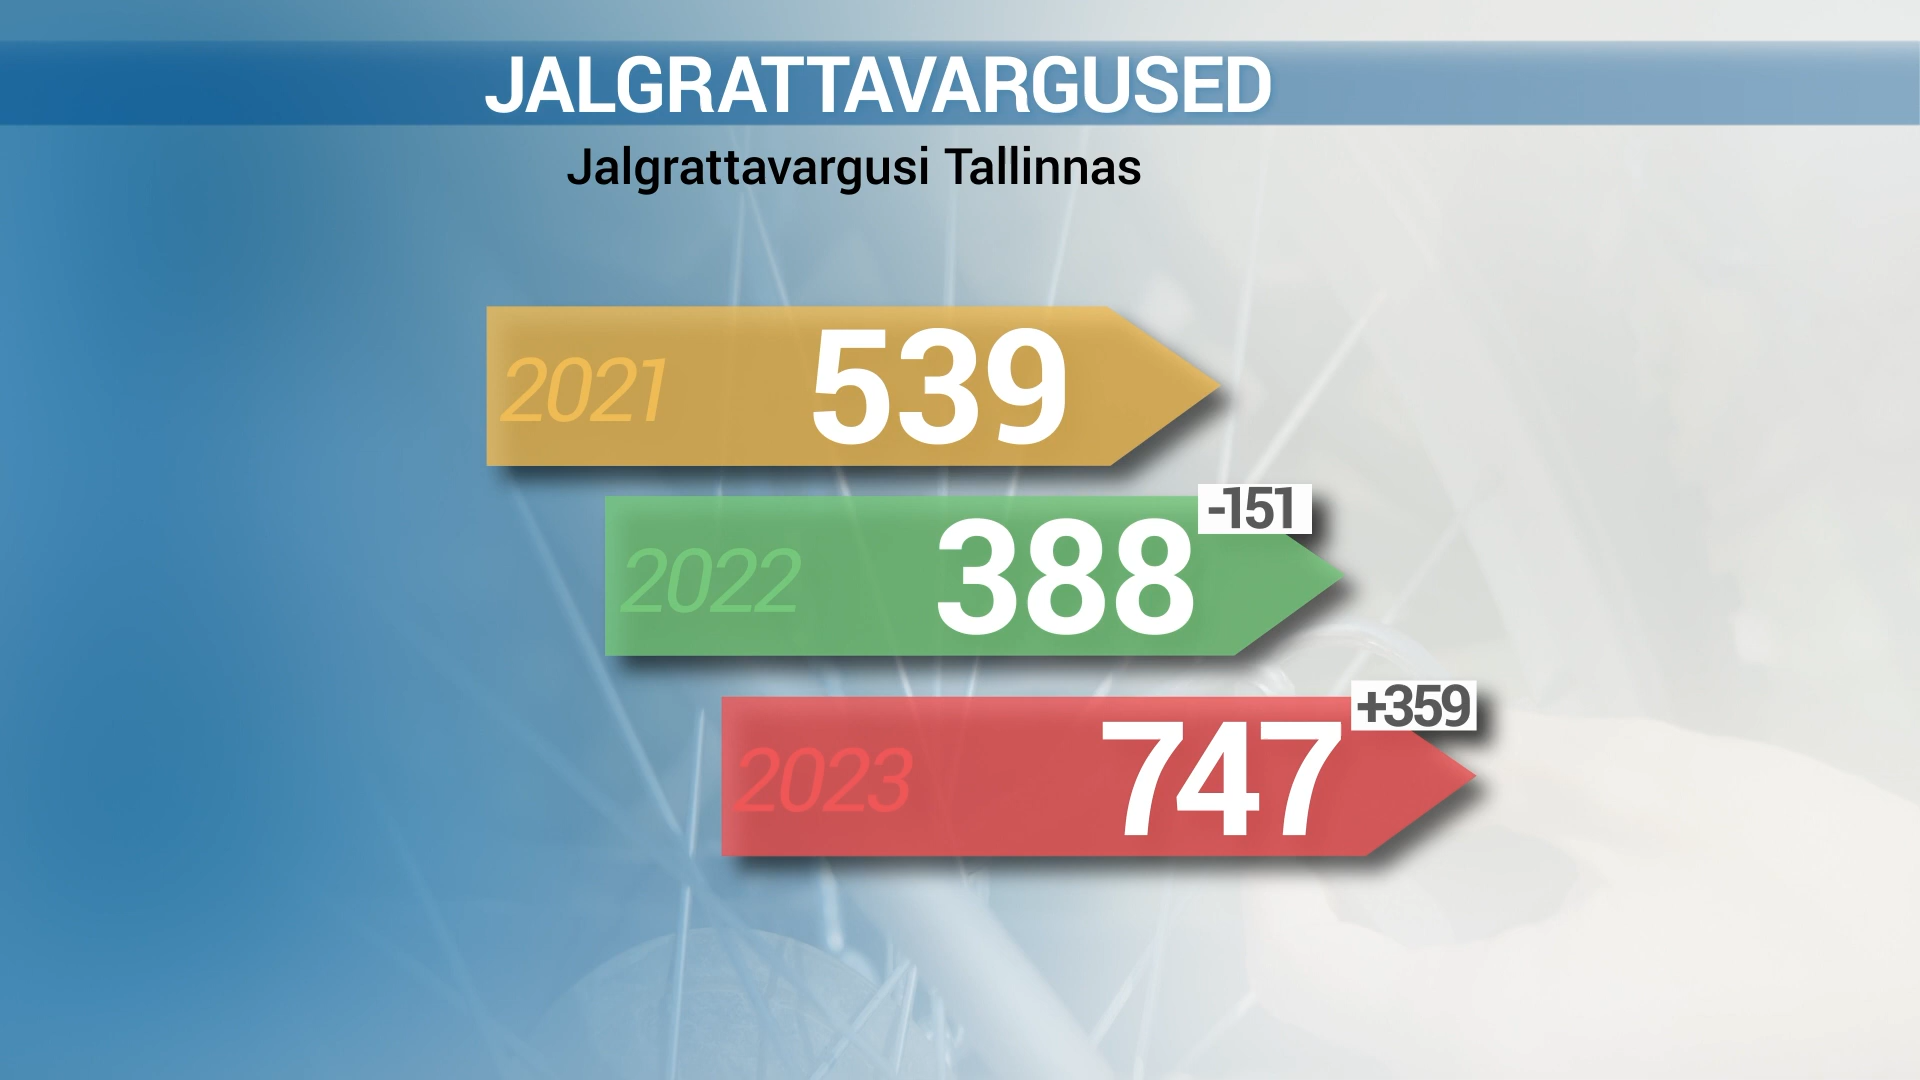 JALGRATTAVARGUSED
Jalgrattavargusi Tallinnas
2021 539
2022 388 -151
2023 747 +359